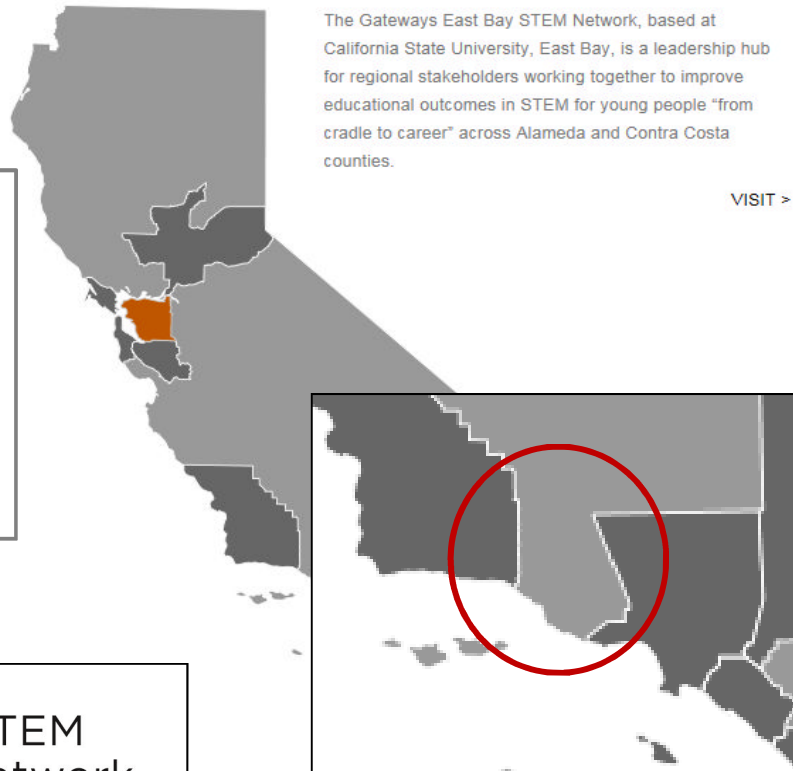 The Gateways East Bay STEM Network, based at
California State University, East Bay, is a leadership hub
for regional stakeholders working together to improve
educational outcomes in STEM for young people “from
cradle to career” across Alameda and Contra Costa
counties.
VISIT >